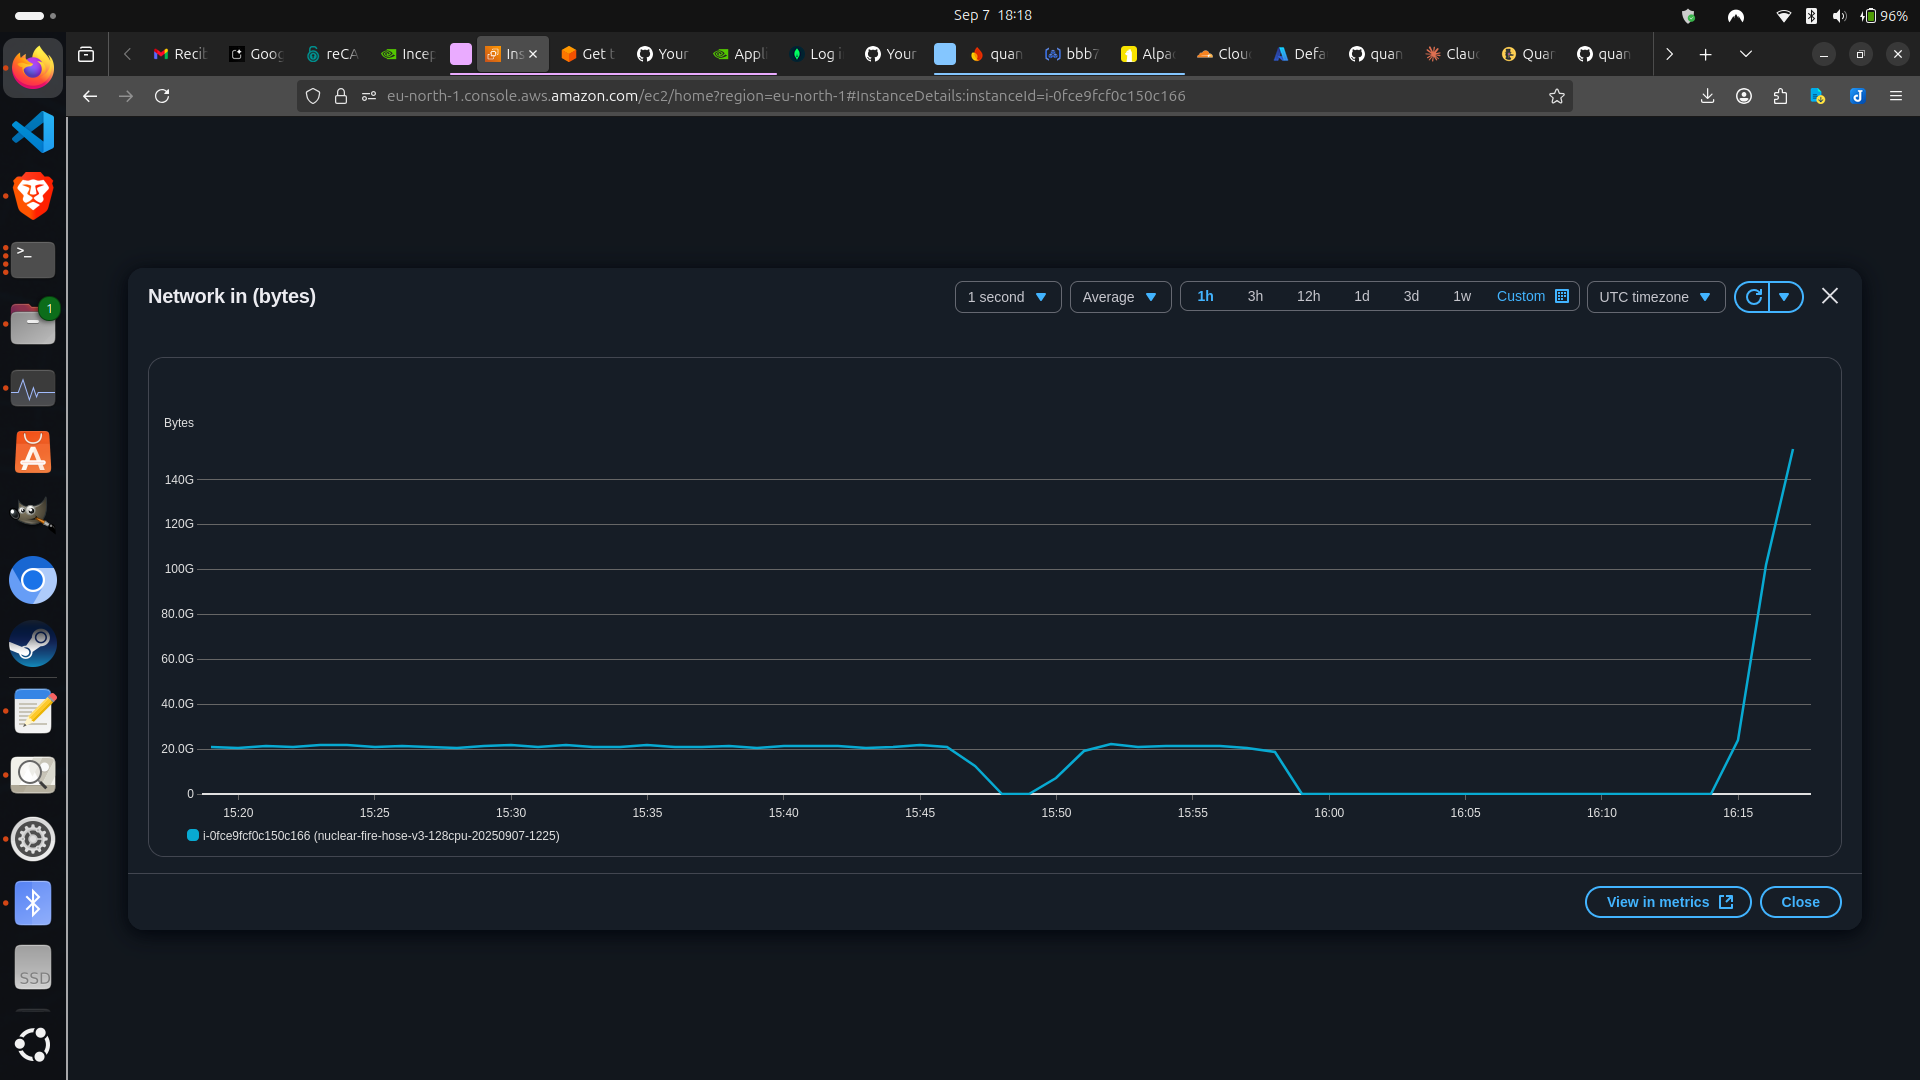 Sep 7 18:18
96%
Recib
Goog
reCA
Incep
Ins
Get t
Your
Appli
Log i
Your
quan
bbb7
Alpac
Clou
Defa
quan
Clau
Quan
quan
eu-north-1.console.aws.amazon.com/ec2/home?region=eu-north-1#InstanceDetails:instanceId=i-0fce9fcf0c150c166
1
SSD
Network in (bytes)
1 second
Average
1h 3h 12h 1d 3d 1w Custom
UTC timezone
Bytes
140G
120G
100G
80.0G
60.0G
40.0G
20.0G
0
15:20 15:25 15:30 15:35 15:40 15:45 15:50 15:55 16:00 16:05 16:10 16:15
i-0fce9fcf0c150c166 (nuclear-fire-hose-v3-128cpu-20250907-1225)
View in metrics
Close